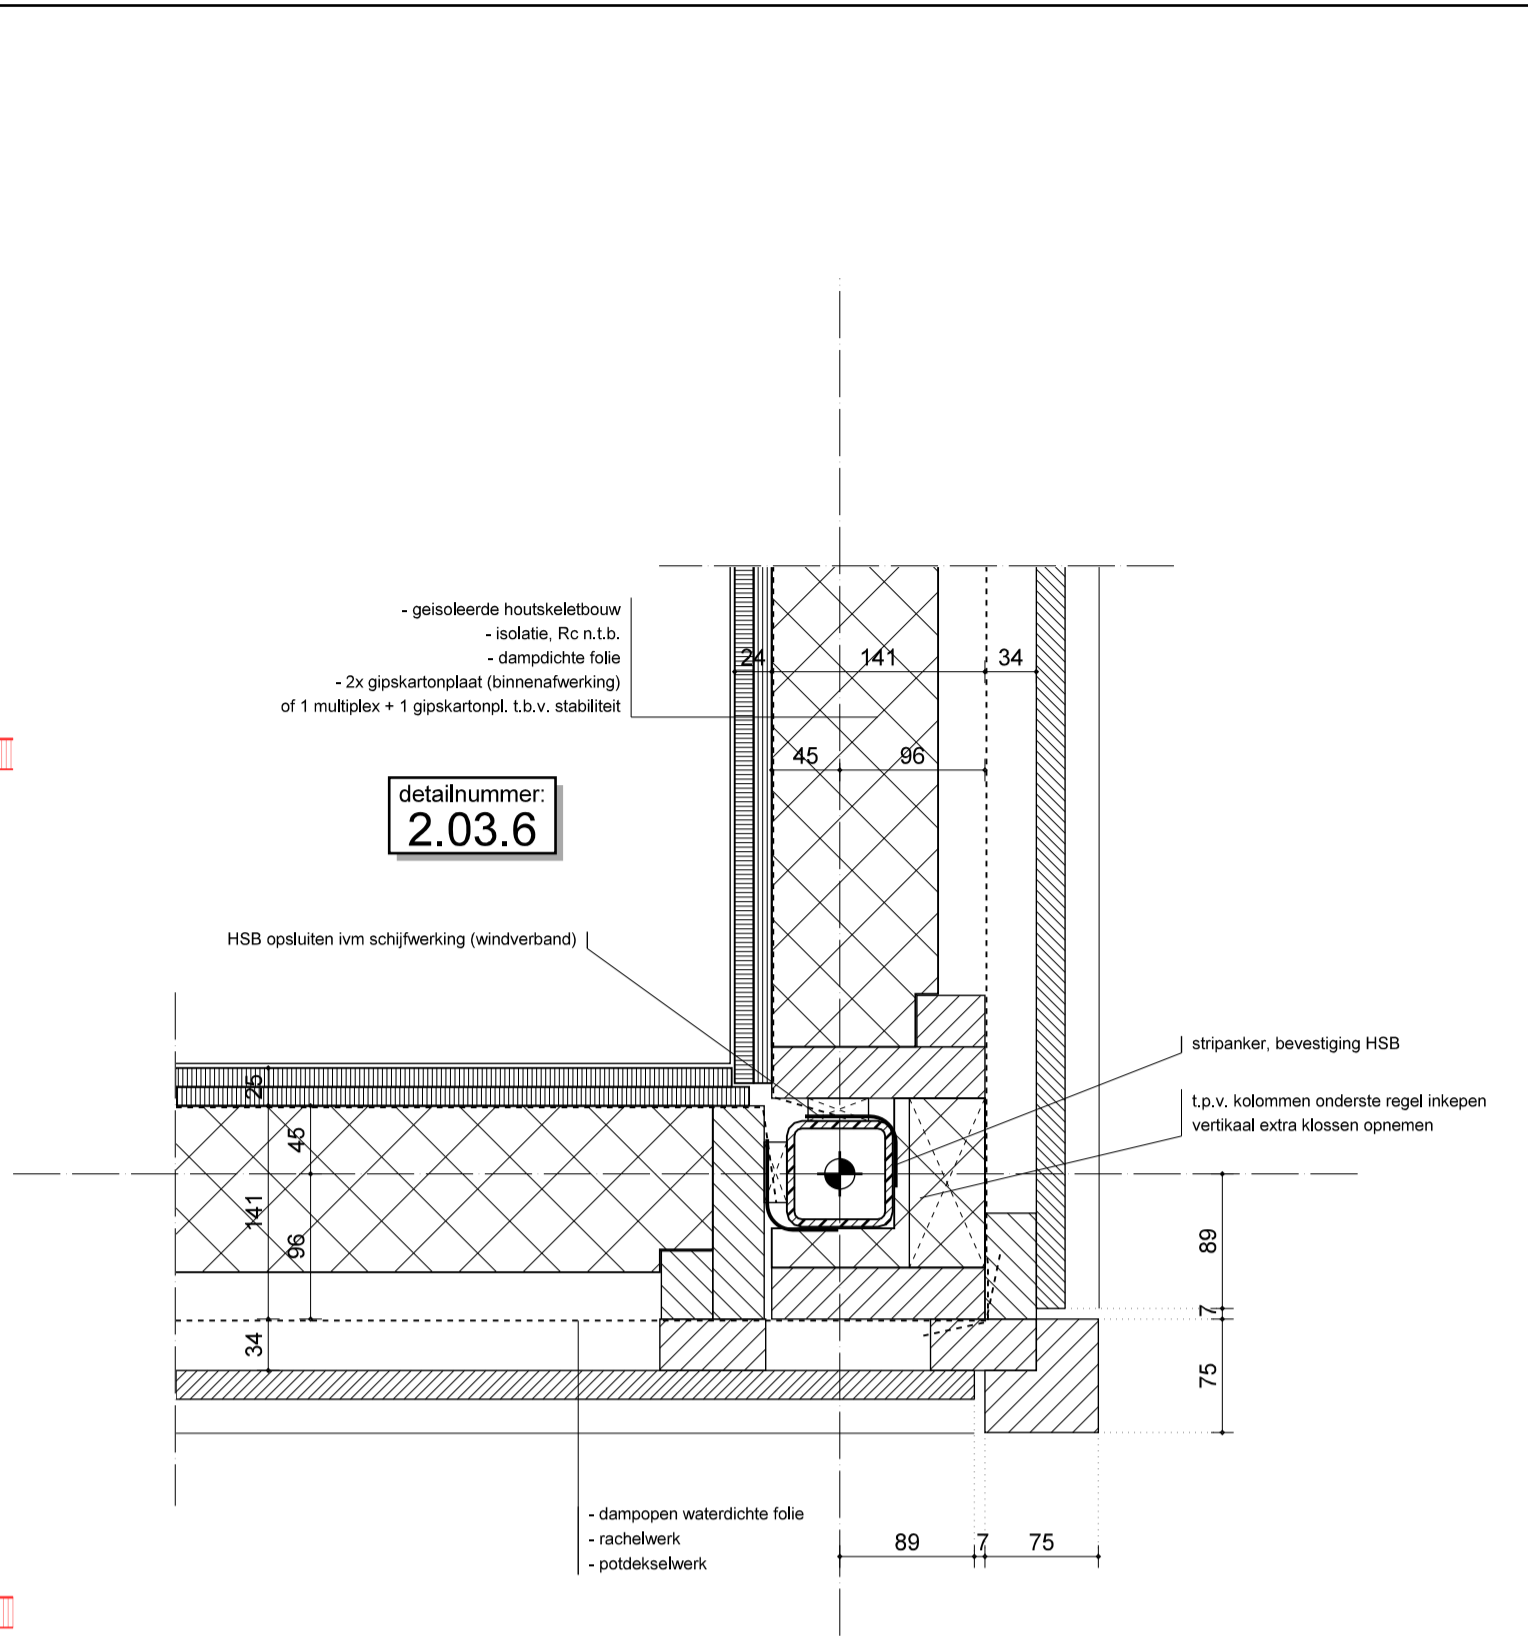 - geisoleerde houtskeletbouw
- isolatie, Rc n.t.b.
- dampdichte folie
- 2x gipskartonplaat (binnenafwerking)
of 1 multiplex + 1 gipskartonpl. t.b.v. stabiliteit
24 141 34
45 96
detailnummer:
2.03.6
HSB opsluiten ivm schijfwerking (windverband)
stripanker, bevestiging HSB
t.p.v. kolommen onderste regel inkepen
vertikaal extra klossen opnemen
25
45
141
96
34
89
7
75
- dampopen waterdichte folie
- rachelwerk
- potdekselwerk
89 7 75